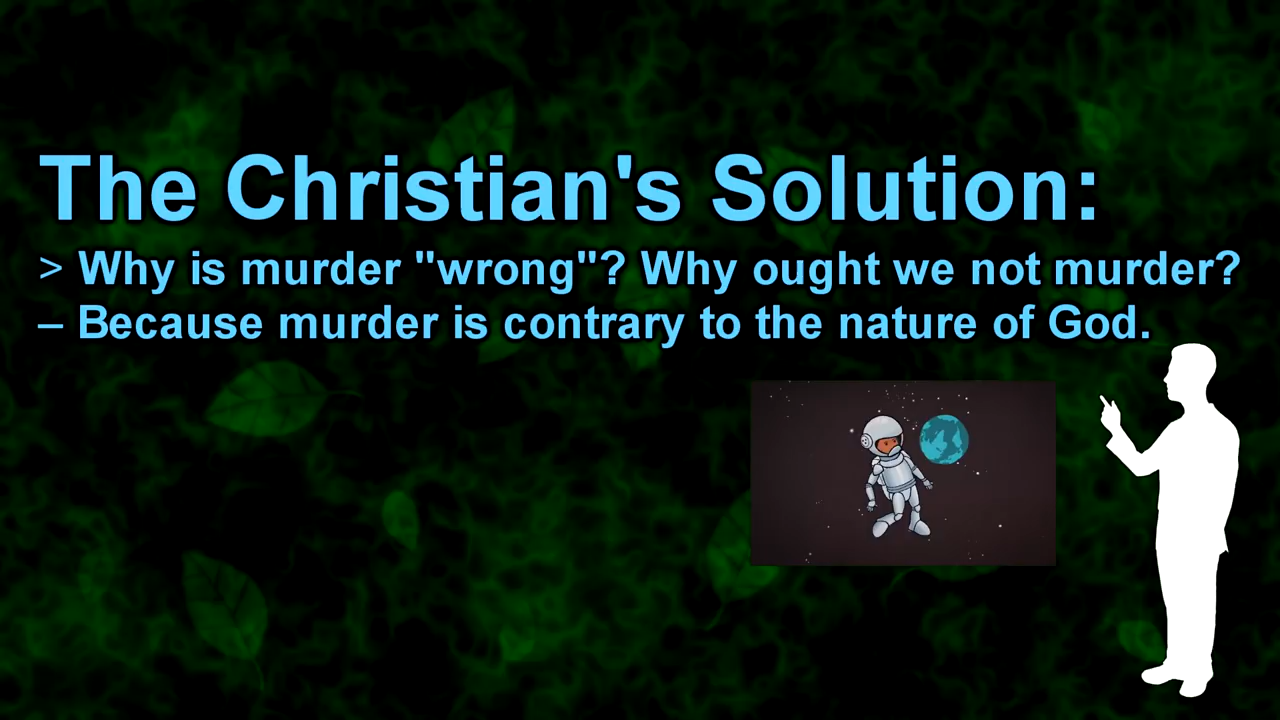 The Christian's Solution:
> Why is murder "wrong"? Why ought we not murder?
– Because murder is contrary to the nature of God.